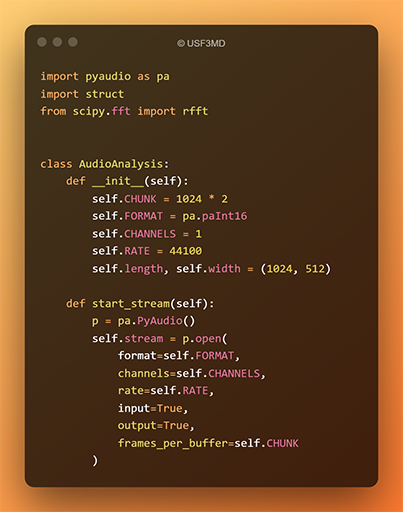 © USF3MD
import pyaudio as pa
import struct
from scipy.fft import rfft
class AudioAnalysis:
    def __init__(self):
        self.CHUNK = 1024 * 2
        self.FORMAT = pa.paInt16
        self.CHANNELS = 1
        self.RATE = 44100
        self.length, self.width = (1024, 512)
    def start_stream(self):
        p = pa.PyAudio()
        self.stream = p.open(
            format=self.FORMAT,
            channels=self.CHANNELS,
            rate=self.RATE,
            input=True,
            output=True,
            frames_per_buffer=self.CHUNK
        )